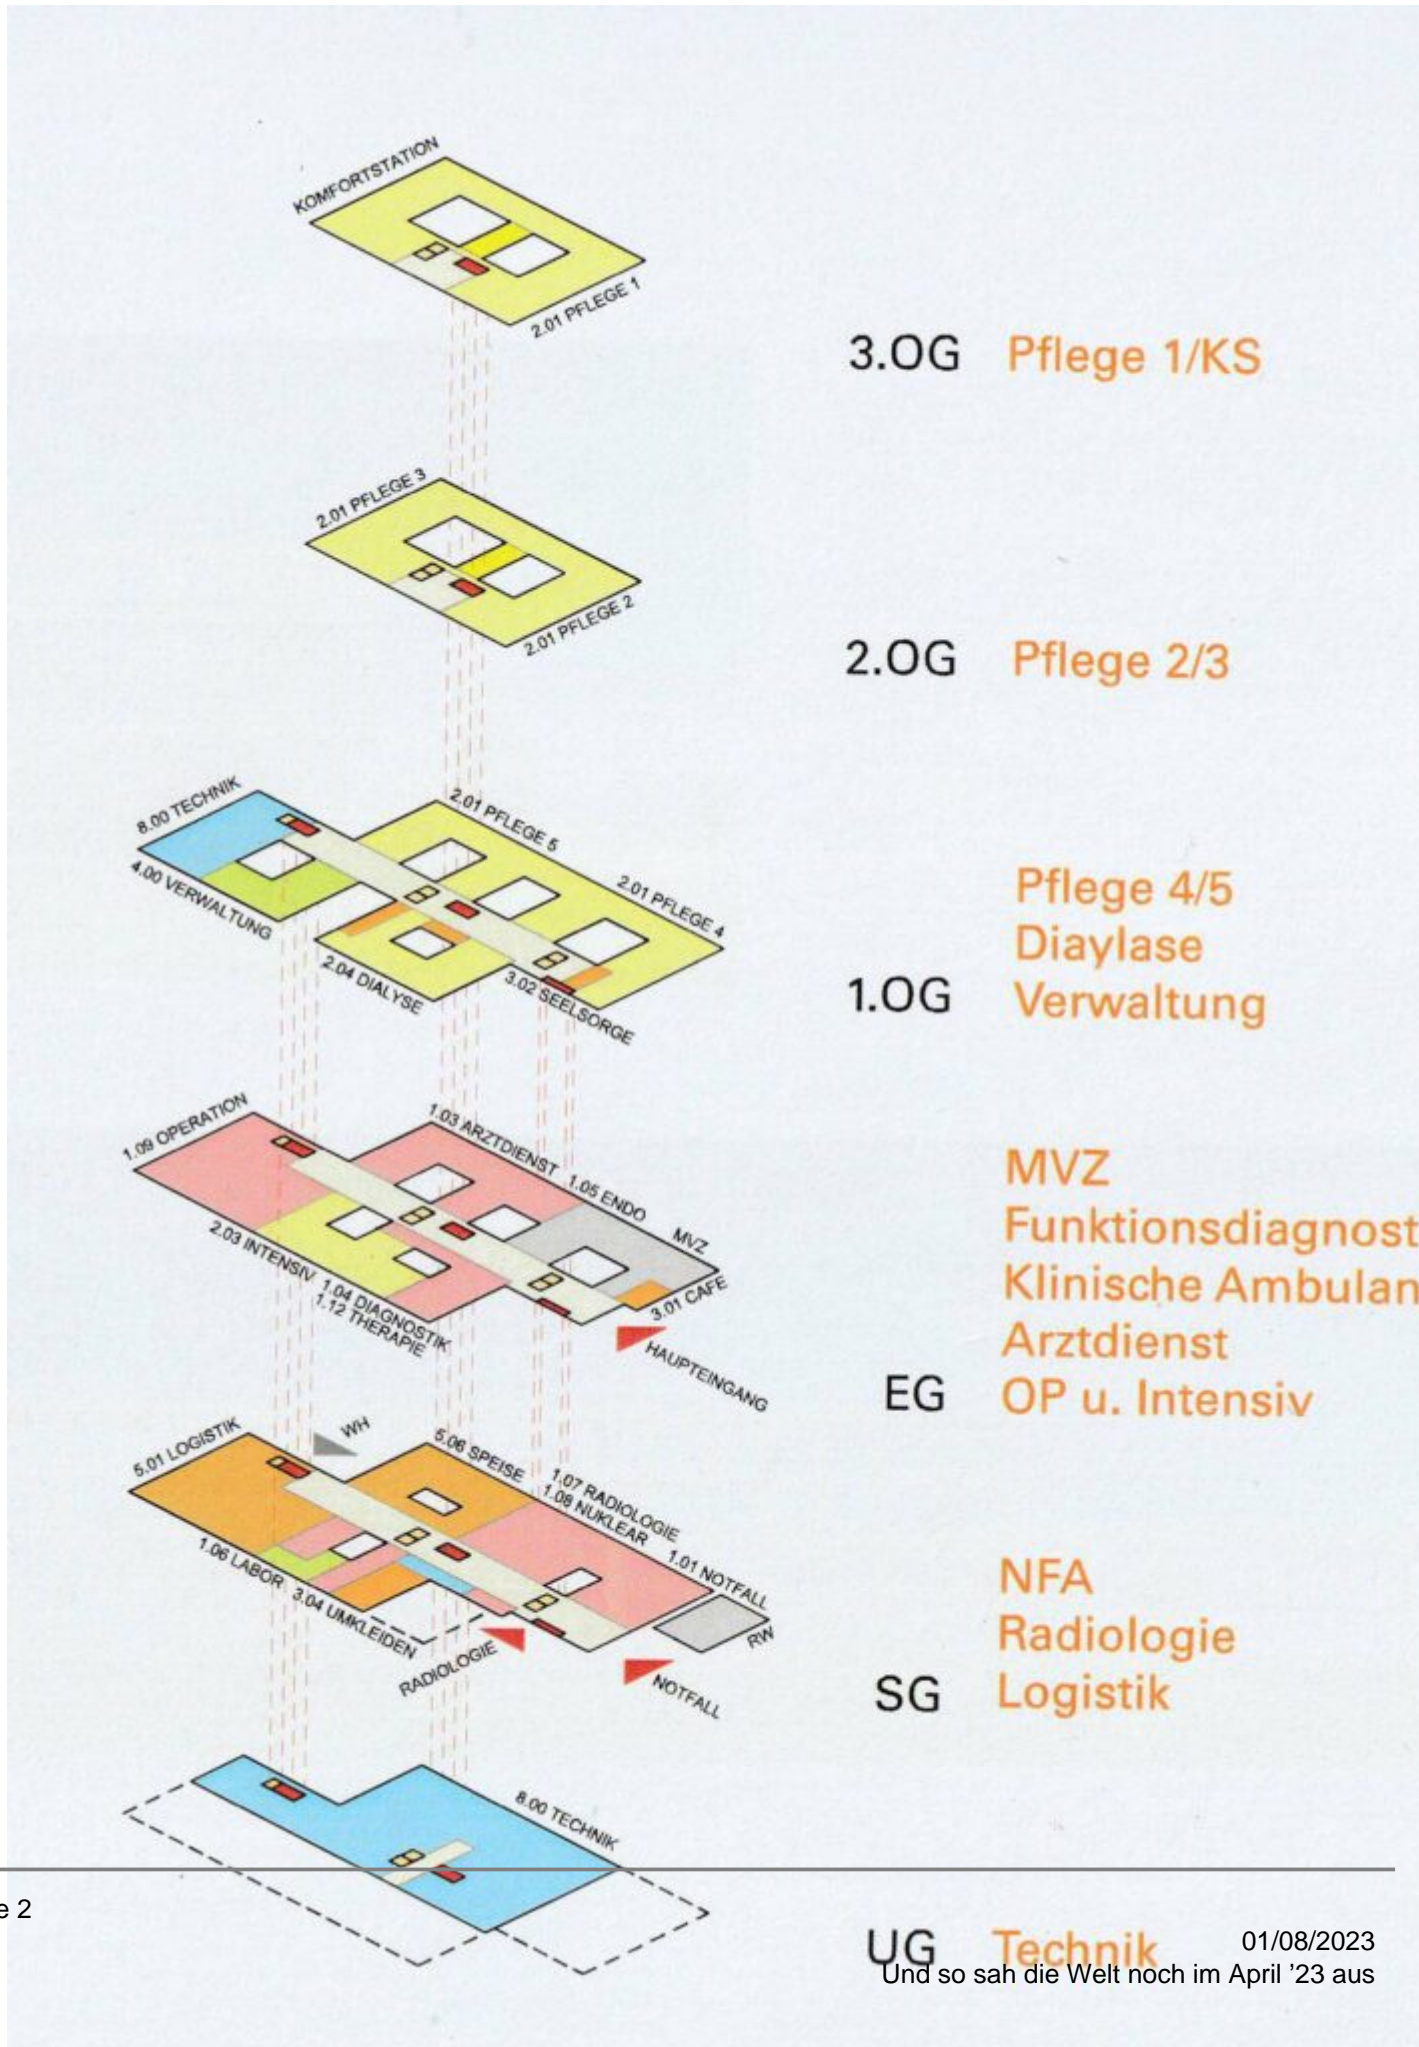 KOMFORTSTATION
2.01 PFLEGE 1
3.OG Pflege 1/KS
2.01 PFLEGE 3
2.01 PFLEGE 2
2.OG Pflege 2/3
8.00 TECHNIK
4.00 VERWALTUNG
2.01 PFLEGE 5
2.01 PFLEGE 4
2.04 DIALYSE
3.02 SEELSORGE
Pflege 4/5
Diaylase
1.OG Verwaltung
1.09 OPERATION
1.03 ARZTDIENST
1.05 ENDO
MVZ
2.03 INTENSIV
1.04 DIAGNOSTIK
1.12 THERAPIE
3.01 CAFE
HAUPTEINGANG
MVZ
Funktionsdiagnost
Klinische Ambulan
Arztdienst
EG OP u. Intensiv
5.01 LOGISTIK
WH
5.06 SPEISE
1.07 RADIOLOGIE
1.08 NUKLEAR
1.01 NOTFALL
1.06 LABOR
3.04 UMKLEIDEN
RADIOLOGIE
RW
NOTFALL
NFA
Radiologie
SG Logistik
8.00 TECHNIK
UG Technik
e 2
01/08/2023
Und so sah die Welt noch im April ’23 aus